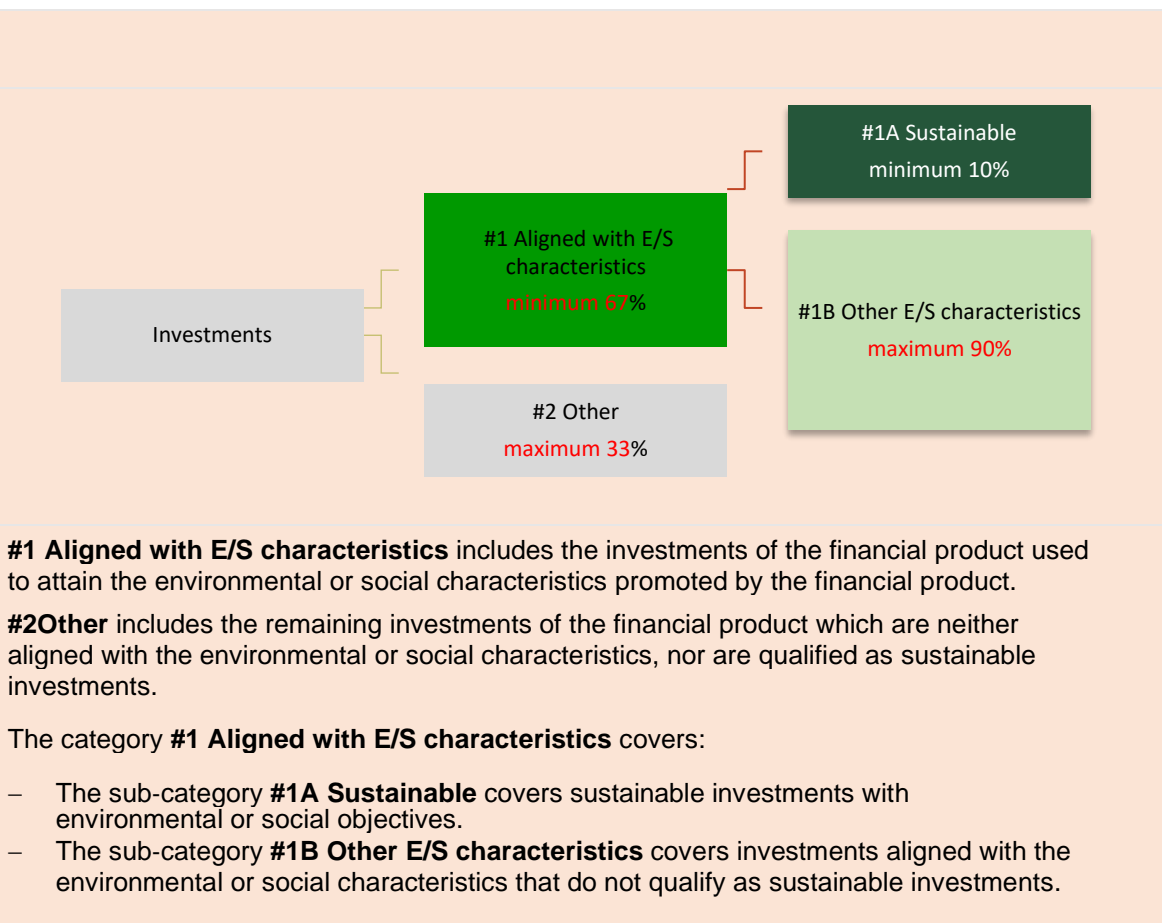 #1A Sustainable
minimum 10%
#1 Aligned with E/S
characteristics
minimum 67%
#1B Other E/S characteristics
maximum 90%
Investments
#2 Other
maximum 33%
#1 Aligned with E/S characteristics includes the investments of the financial product used
to attain the environmental or social characteristics promoted by the financial product.
#2Other includes the remaining investments of the financial product which are neither
aligned with the environmental or social characteristics, nor are qualified as sustainable
investments.
The category #1 Aligned with E/S characteristics covers:
– The sub-category #1A Sustainable covers sustainable investments with
environmental or social objectives.
– The sub-category #1B Other E/S characteristics covers investments aligned with the
environmental or social characteristics that do not qualify as sustainable investments.